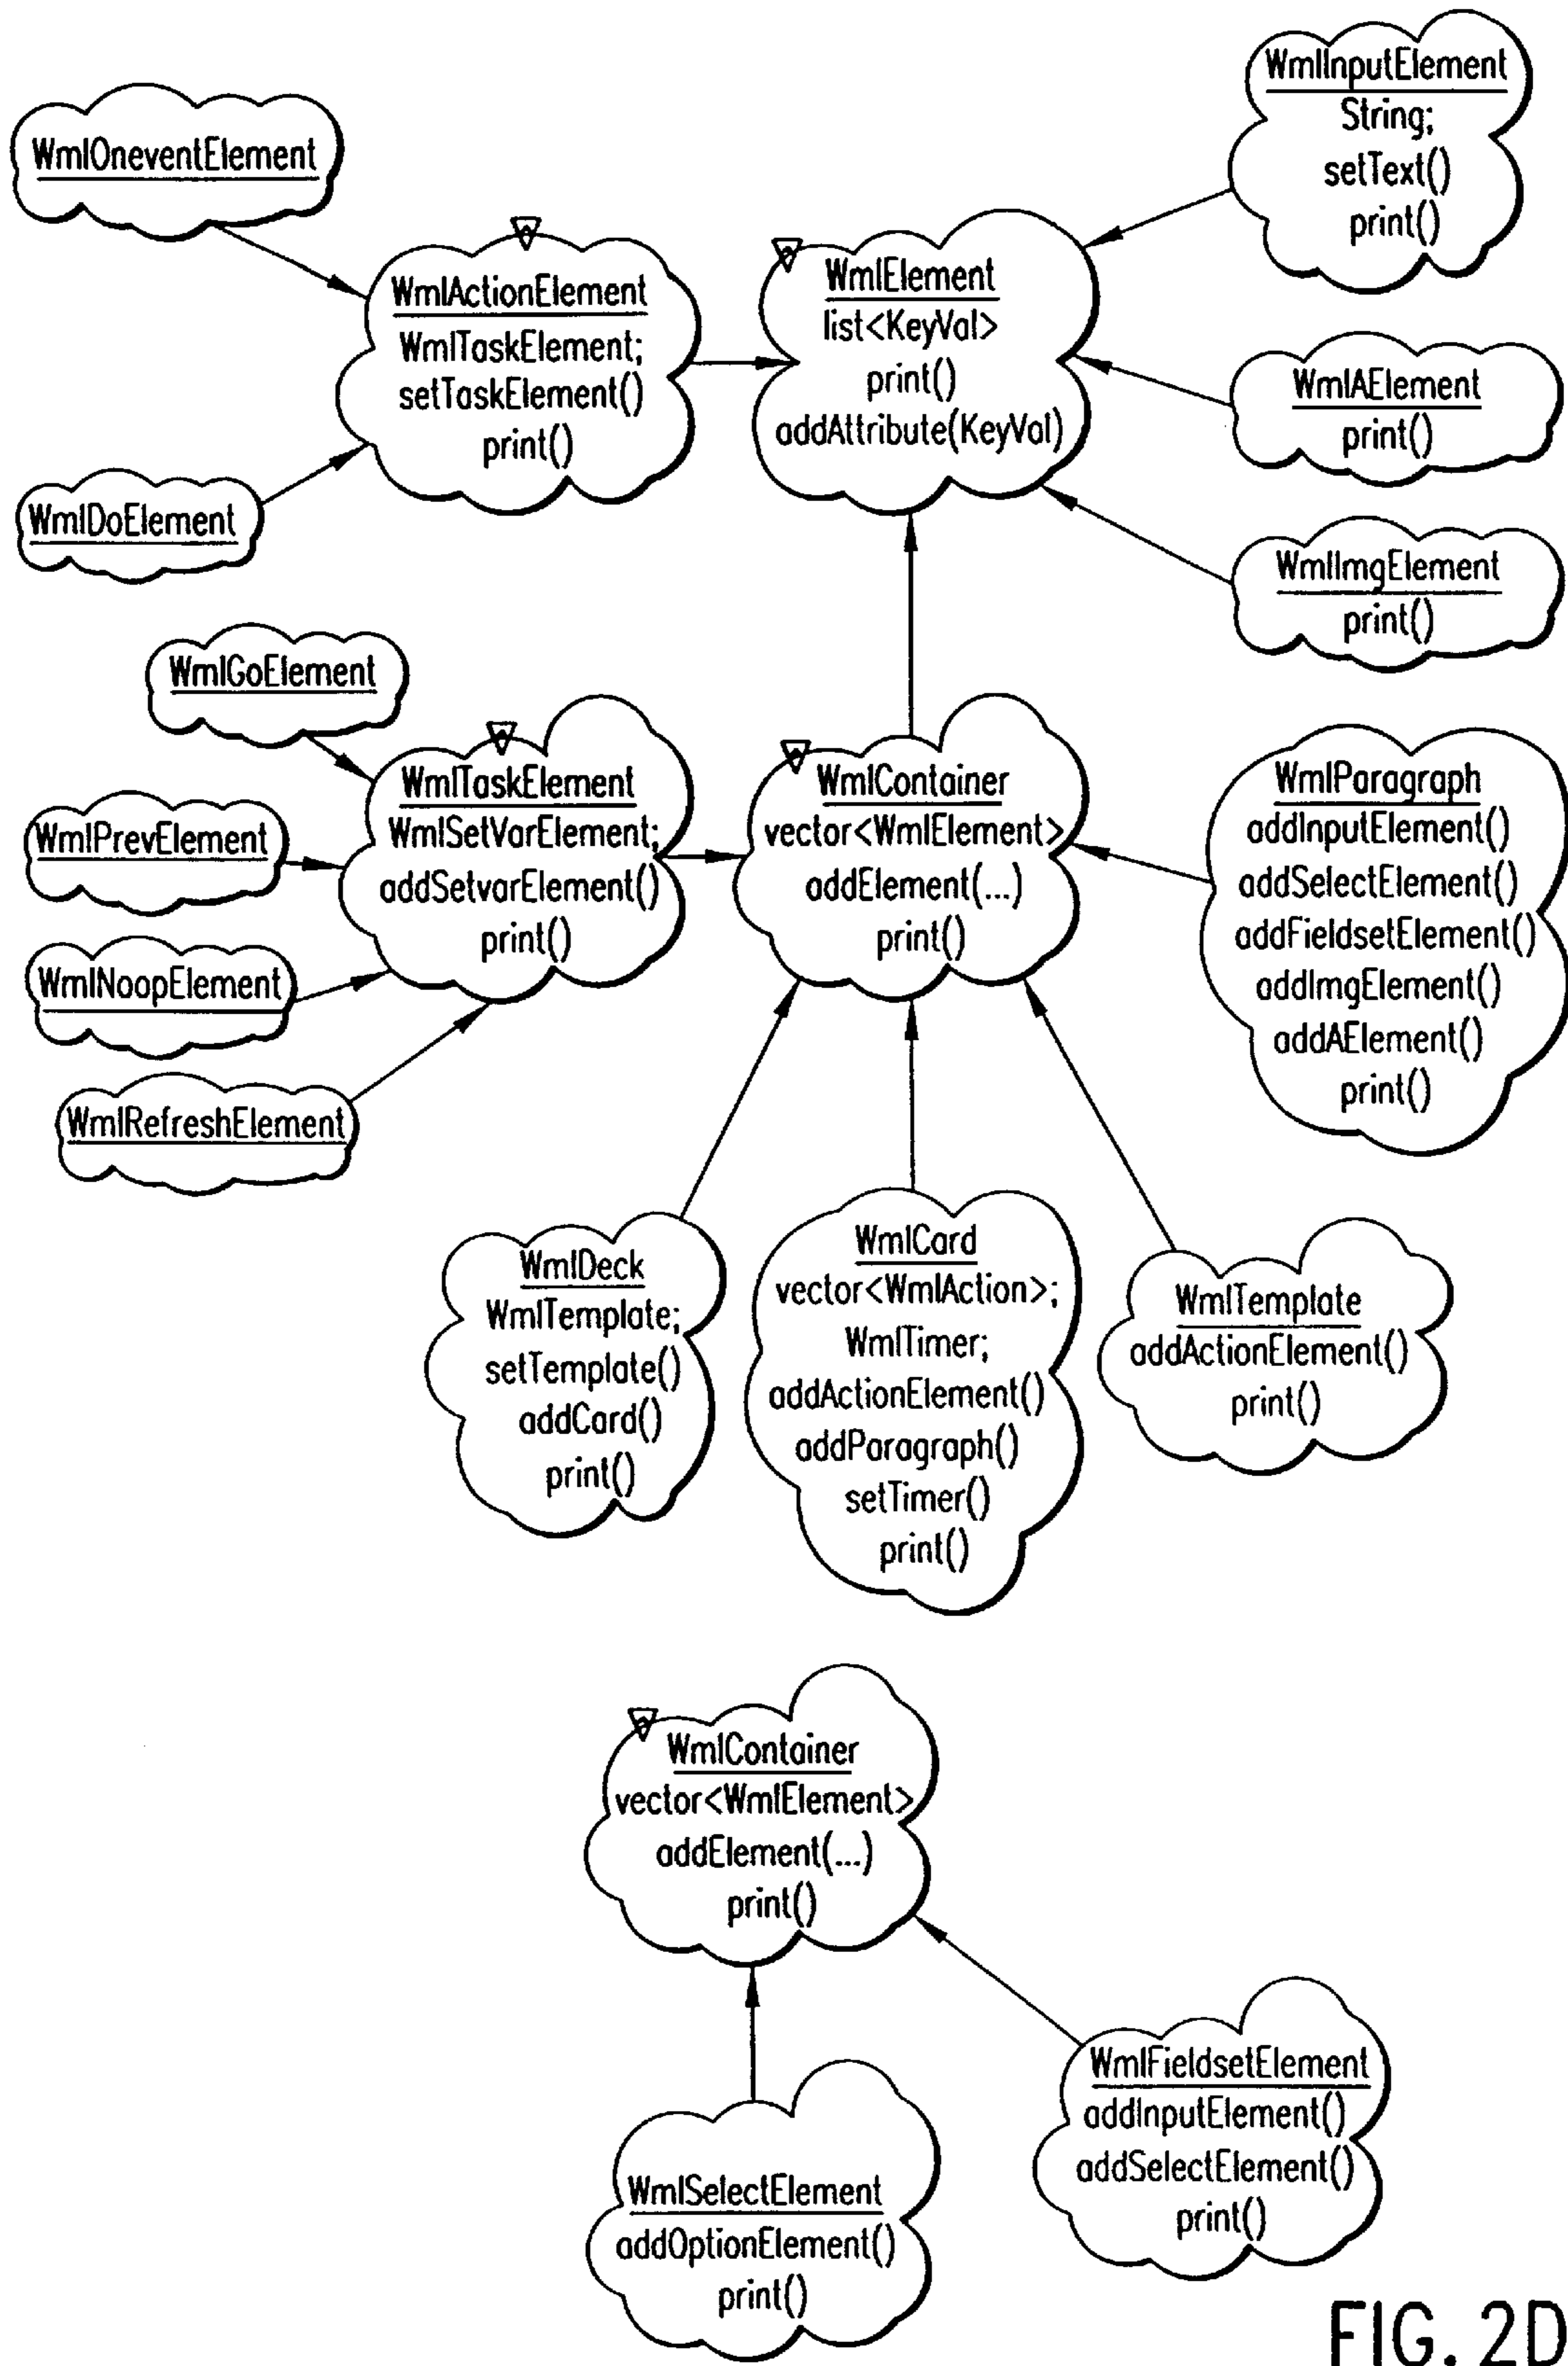 WmlOneventElement
WmlActionElement
WmlTaskElement;
setTaskElement()
print()
WmlDoElement
WmlElement
list<KeyVal>
print()
addAttribute(KeyVal)
WmlInputElement
String;
setText()
print()
WmlAElement
print()
WmlImgElement
print()
WmlGoElement
WmlPrevElement
WmlNoopElement
WmlRefreshElement
WmlTaskElement
WmlSetVarElement;
addSetvarElement()
print()
WmlContainer
vector<WmlElement>
addElement(...)
print()
WmlParagraph
addInputElement()
addSelectElement()
addFieldsetElement()
addImgElement()
addAElement()
print()
WmlDeck
WmlTemplate;
setTemplate()
addCard()
print()
WmlCard
vector<WmlAction>;
WmlTimer;
addActionElement()
addParagraph()
setTimer()
print()
WmlTemplate
addActionElement()
print()
WmlContainer
vector<WmlElement>
addElement(...)
print()
WmlSelectElement
addOptionElement()
print()
WmlFieldsetElement
addInputElement()
addSelectElement()
print()
FIG. 2D